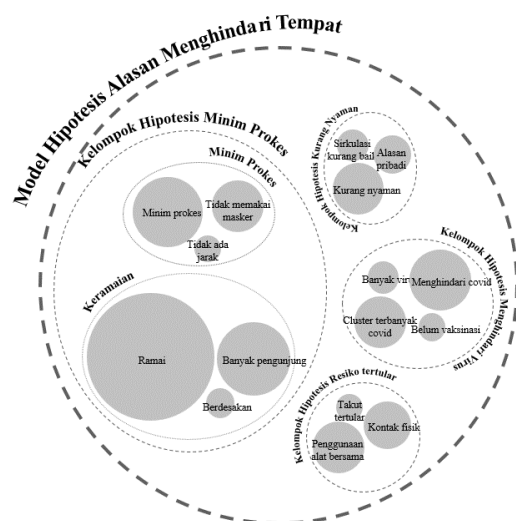 Model Hipotesis Alasan Menghindari Tempat
Kelompok Hipotesis Minim Prokes
Minim Prokes
Minim prokes
Tidak memakai
masker
Tidak ada
jarak
Keramaian
Ramai
Banyak pengunjung
Berdesakan
Kelompok Hipotesis Kurang Nyaman
Sirkulasi
kurang bail
Alasan
pribadi
Kurang nyaman
Kelompok Hipotesis Menghindari Virus
Banyak vir
Menghindari covid
Cluster terbanyak
covid
Belum vaksinasi
Kelompok Hipotesis Resiko tertular
Takut
tertular
Kontak fisik
Penggunaan
alat bersama